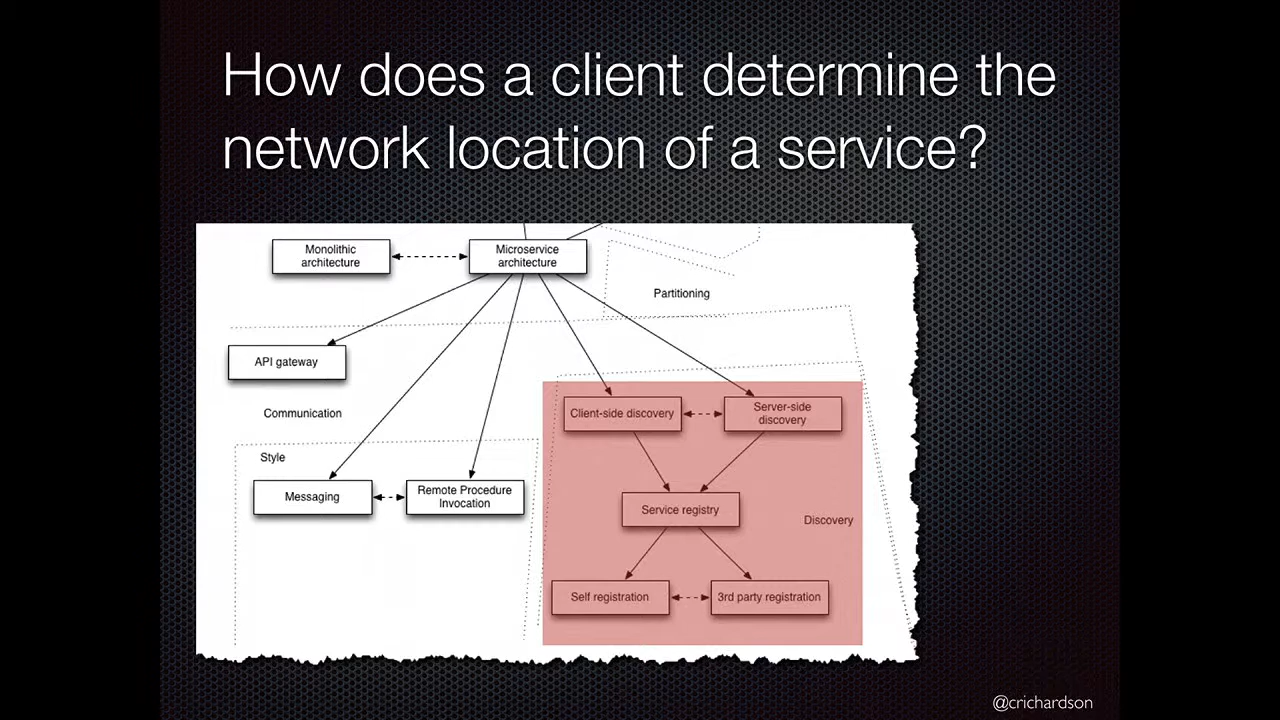 How does a client determine the
network location of a service?
Monolithic
architecture
Microservice
architecture
Partitioning
API gateway
Communication
Client-side discovery
Server-side
discovery
Style
Messaging
Remote Procedure
Invocation
Service registry
Discovery
Self registration
3rd party registration
@crichardson